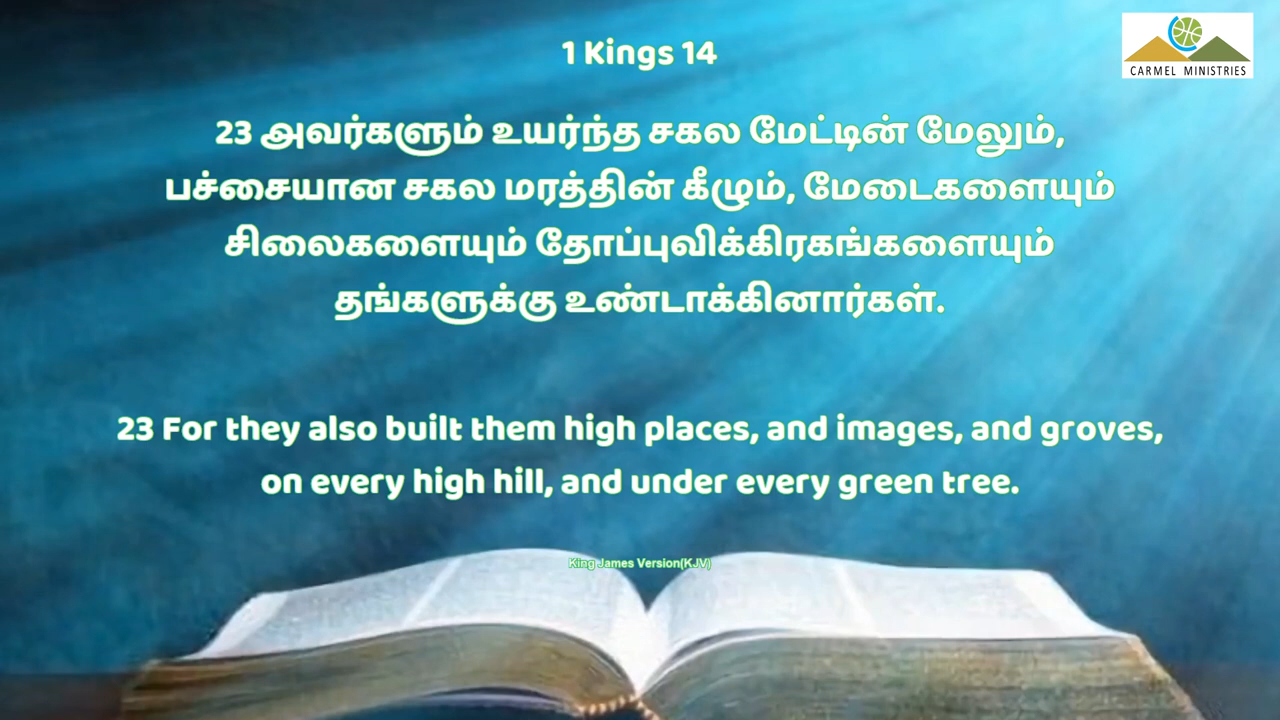 1 Kings 14
CARMEL MINISTRIES
23 அவர்களும் உயர்ந்த சகல மேட்டின் மேலும்,
பச்சையான சகல மரத்தின் கீழும், மேடைகளையும்
சிலைகளையும் தோப்புவிக்கிரகங்களையும்
தங்களுக்கு உண்டாக்கினார்கள்.
23 For they also built them high places, and images, and groves,
on every high hill, and under every green tree.
King James Version(KJV)